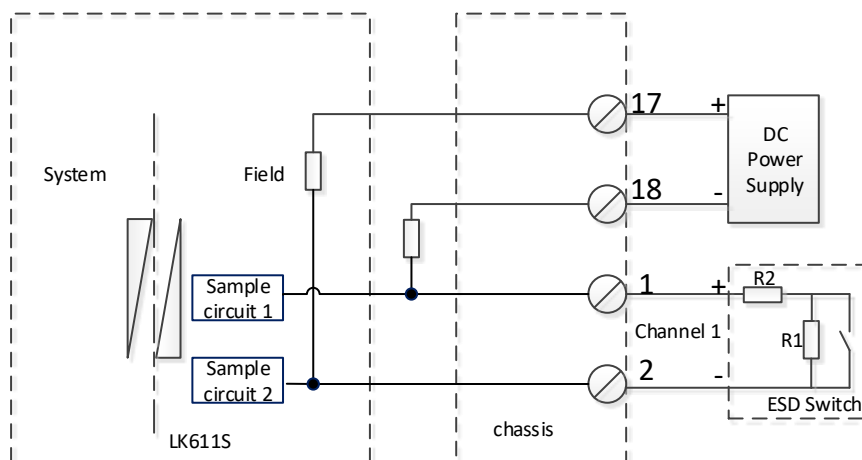 17
+
DC
Power
Supply
System
Field
18
-
Sample
circuit 1
1
+
R2
Channel 1
R1
Sample
circuit 2
2
-
ESD Switch
chassis
LK611S